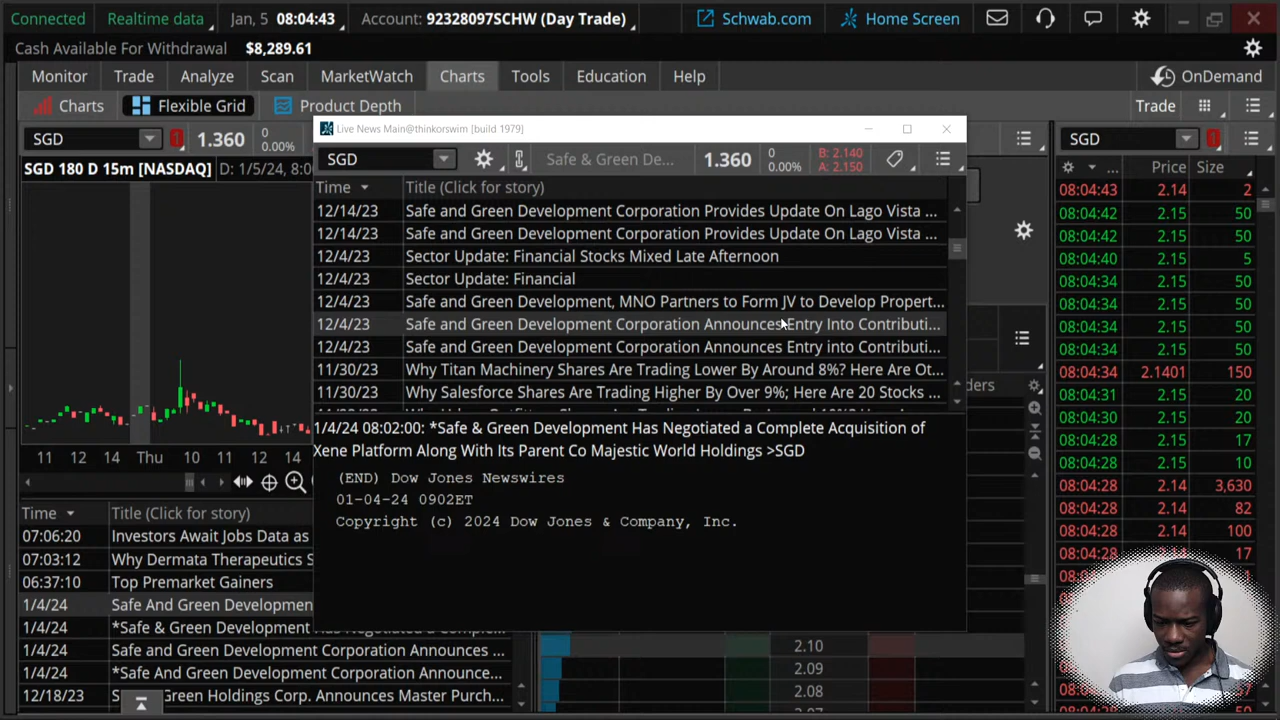 Connected Realtime data Jan, 5 08:04:43 Account: 92328097SCHW (Day Trade) Schwab.com Home Screen
Cash Available For Withdrawal $8,289.61
Monitor Trade Analyze Scan MarketWatch Charts Tools Education Help OnDemand
Charts Flexible Grid Product Depth Trade
SGD 1 1.360 0 0.00%
SGD 180 D 15m [NASDAQ] D: 1/5/24, 8:0
11 12 14 Thu 10 11 12 14
Live News Main@thinkorswim [build 1979]
SGD Safe & Green De... 1.360 0 0.00% B: 2.140 A: 2.150
Time Title (Click for story)
12/14/23 Safe and Green Development Corporation Provides Update On Lago Vista ...
12/14/23 Safe and Green Development Corporation Provides Update On Lago Vista ...
12/4/23 Sector Update: Financial Stocks Mixed Late Afternoon
12/4/23 Sector Update: Financial
12/4/23 Safe and Green Development, MNO Partners to Form JV to Develop Propert...
12/4/23 Safe and Green Development Corporation Announces Entry Into Contributi...
12/4/23 Safe and Green Development Corporation Announces Entry into Contributi...
11/30/23 Why Titan Machinery Shares Are Trading Lower By Around 8%? Here Are Ot...
11/30/23 Why Salesforce Shares Are Trading Higher By Over 9%; Here Are 20 Stocks ...
1/4/24 08:02:00: *Safe & Green Development Has Negotiated a Complete Acquisition of
Xene Platform Along With Its Parent Co Majestic World Holdings >SGD
(END) Dow Jones Newswires
01-04-24 0902ET
Copyright (c) 2024 Dow Jones & Company, Inc.
Time Title (Click for story)
07:06:20 Investors Await Jobs Data as
07:03:12 Why Dermata Therapeutics S
06:37:10 Top Premarket Gainers
1/4/24 Safe And Green Developmen
1/4/24 *Safe & Green Development Has Negotiated a Comple...
1/4/24 Safe and Green Development Corporation Announces ...
1/4/24 *Safe And Green Development Corporation Announces ...
12/18/23 Green Holdings Corp. Announces Master Purch...
ders
2.10
2.09
2.08
SGD 1
... Price Size
08:04:43 2.14 2
08:04:42 2.15 50
08:04:42 2.15 50
08:04:40 2.15 5
08:04:34 2.15 50
08:04:34 2.15 50
08:04:34 2.15 50
08:04:34 2.15 50
08:04:34 2.1401 150
08:04:31 2.15 20
08:04:31 2.15 17
08:04:31 2.15 10
08:04:28 2.15 3,630
08:04:28 2.14 82
08:04:28 2.14 100
08:04:28 2.14 17